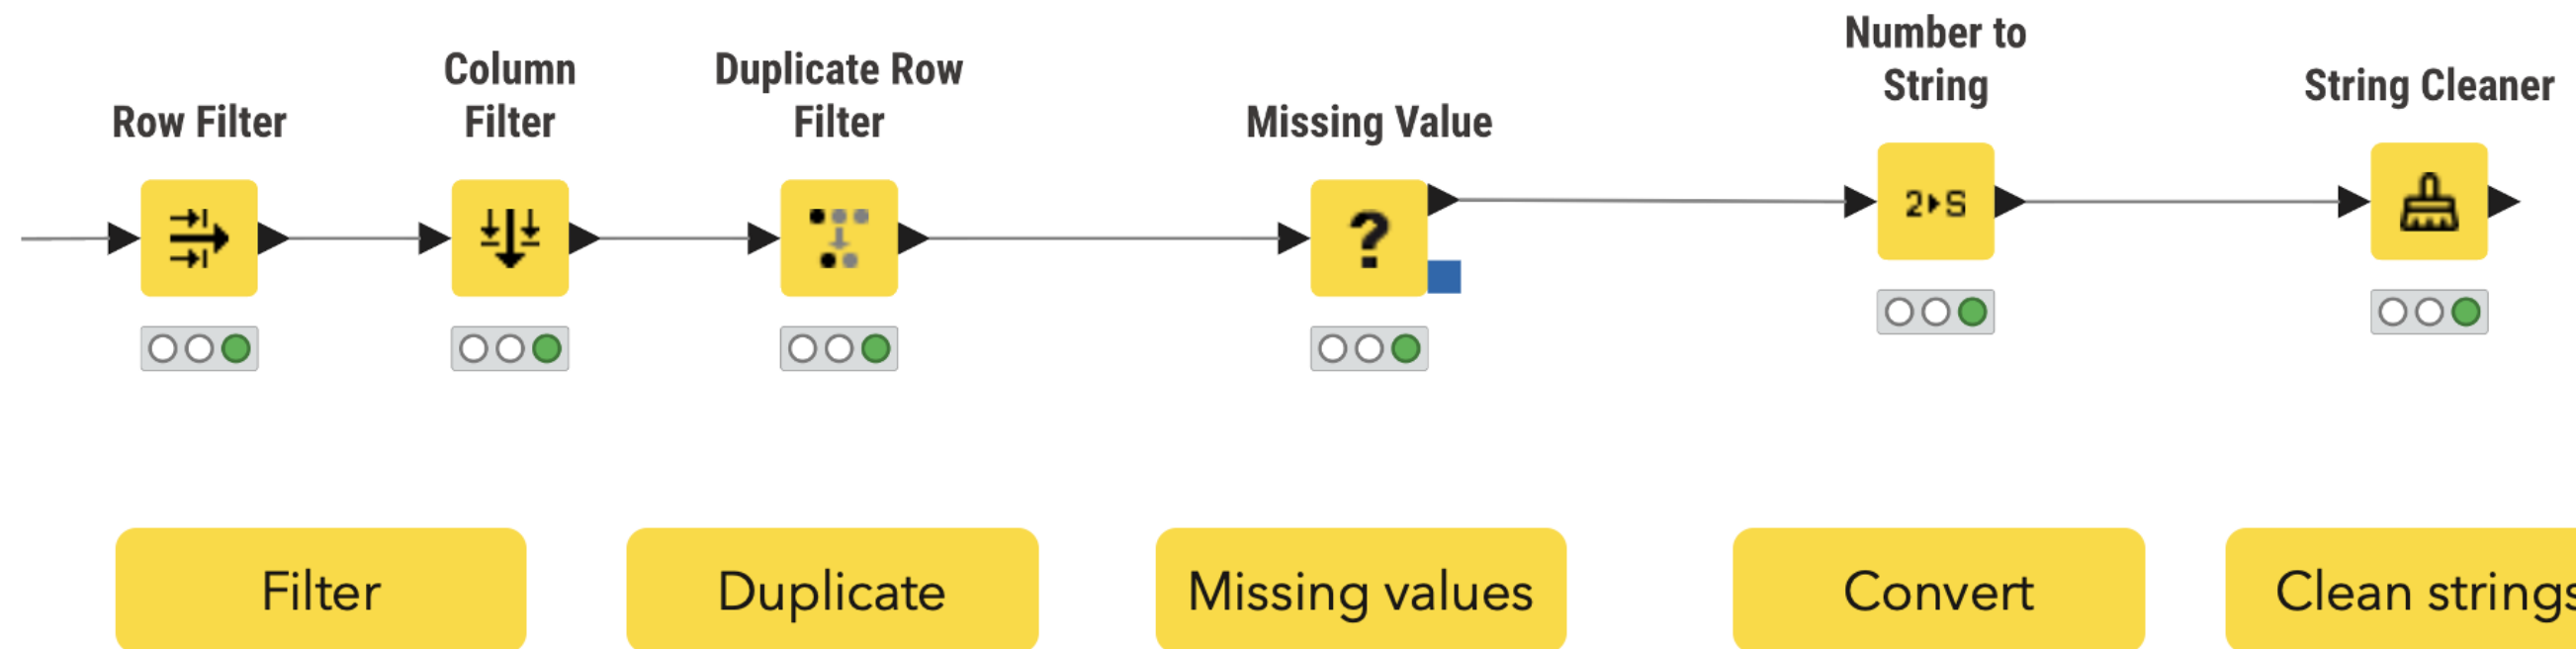 Row Filter
Column
Filter
Duplicate Row
Filter
Missing Value
Number to
String
String Cleaner
?
2▸S
Filter
Duplicate
Missing values
Convert
Clean strings